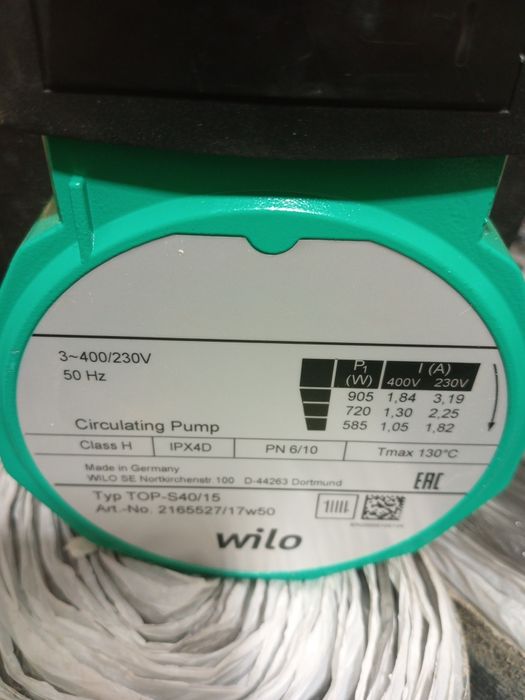 3~400/230V
50 Hz
P1 (W) I (A)
400V 230V
905 1,84 3,19
720 1,30 2,25
585 1,05 1,82
Circulating Pump
Class H IPX4D PN 6/10 Tmax 130°C
Made in Germany
WILO SE Nortkirchenstr. 100 D-44263 Dortmund
EAC
Typ TOP-S40/15
Art.-No. 2165527/17w50
wilo